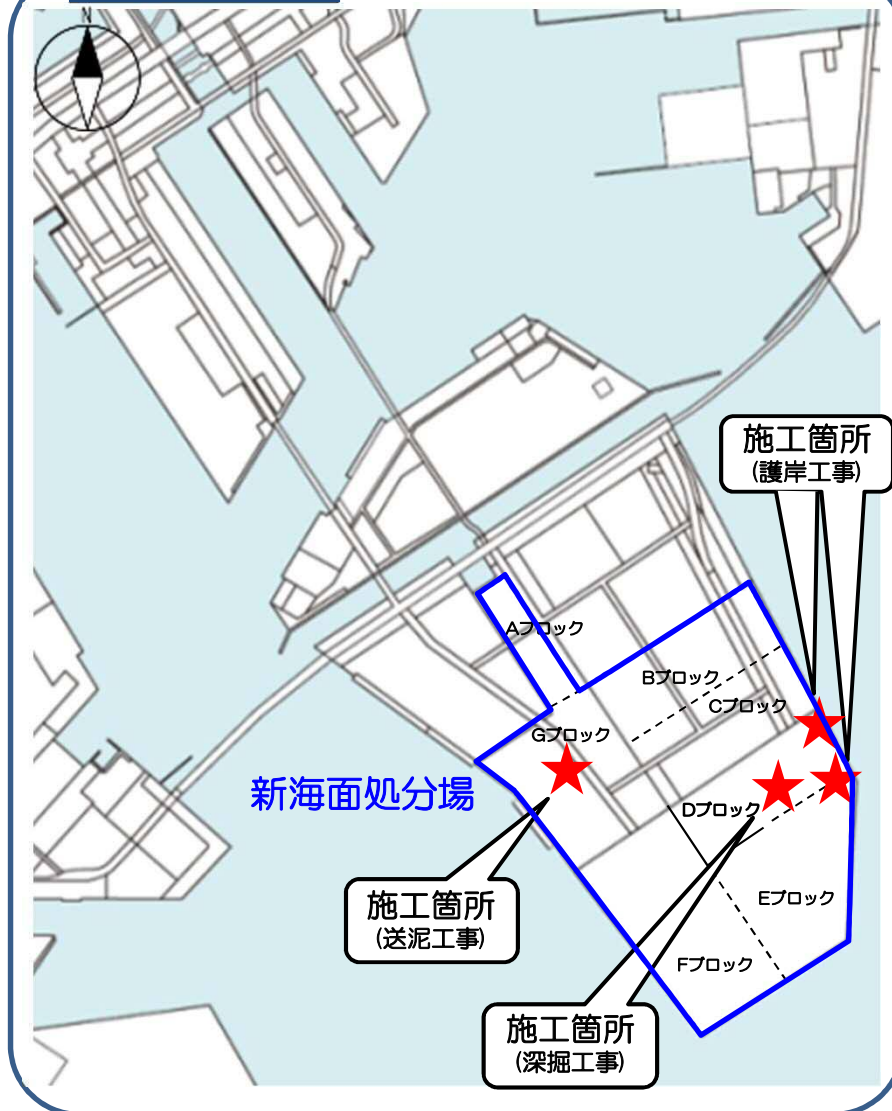 N
施工箇所
(護岸工事)
Aブロック
Bブロック
Cブロック
Gブロック
新海面処分場
Dブロック
Eブロック
施工箇所
(送泥工事)
Fブロック
施工箇所
(深掘工事)